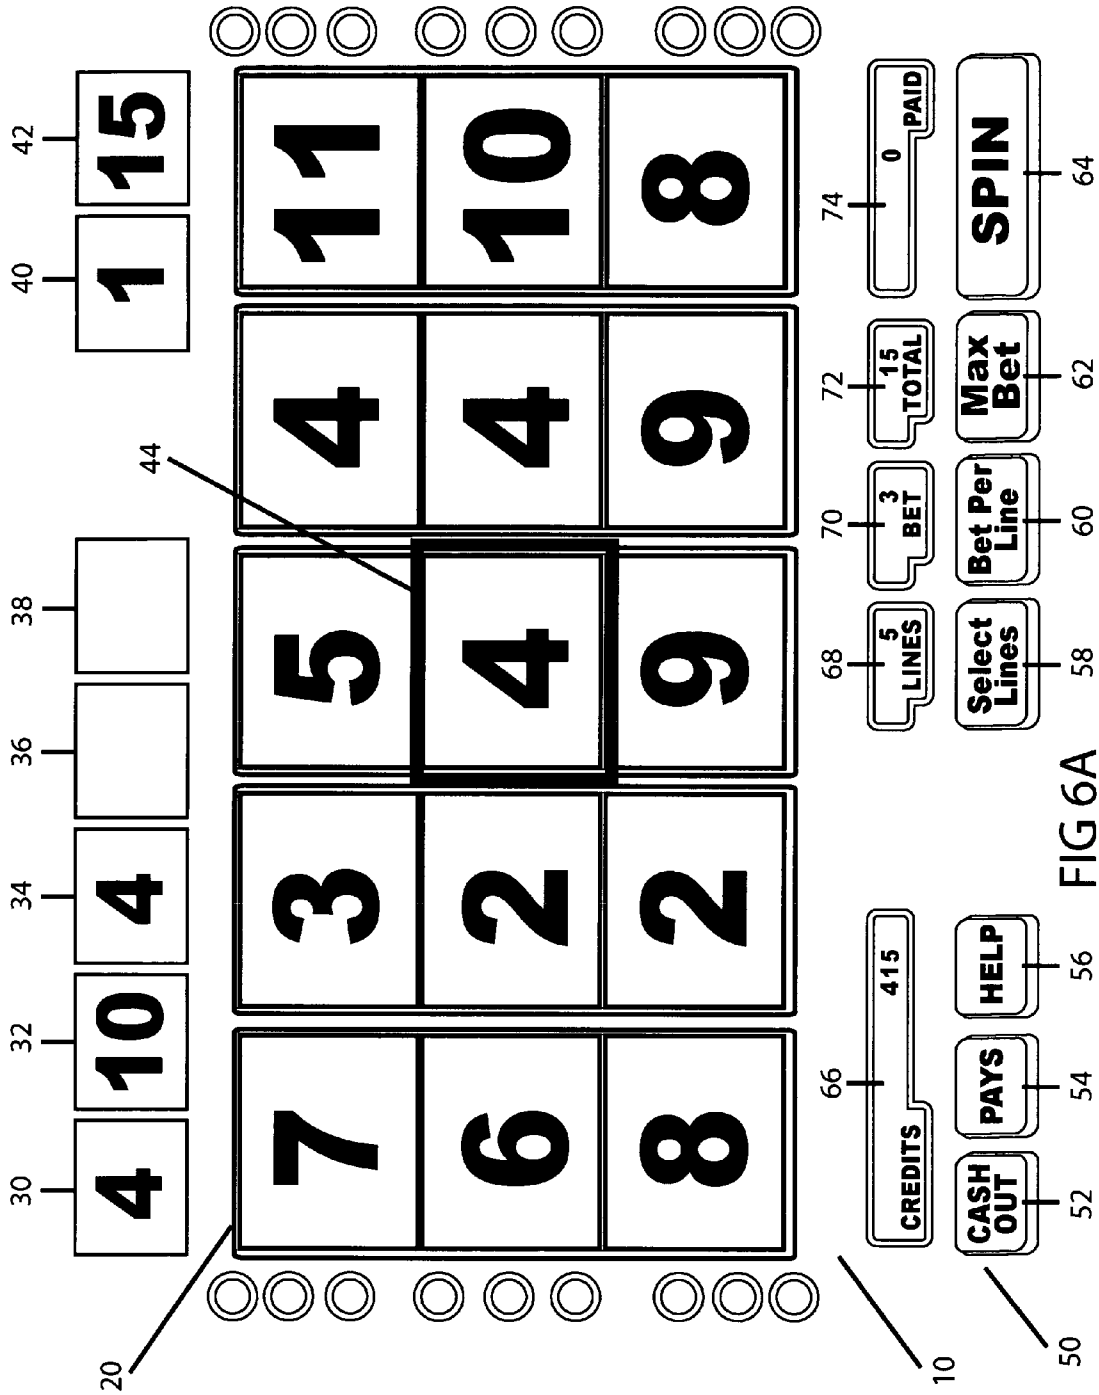 30 32 34 36 38 40 42
4 10 4 1 15
20 44
7 3 5 4 11
6 2 4 4 10
8 2 9 9 8
10 66 68 70 72 74
CREDITS 415
5 LINES
3 BET
15 TOTAL
0 PAID
CASH OUT
PAYS
HELP
Select Lines
Bet Per Line
Max Bet
SPIN
50 52 54 56 58 60 62 64
FIG 6A